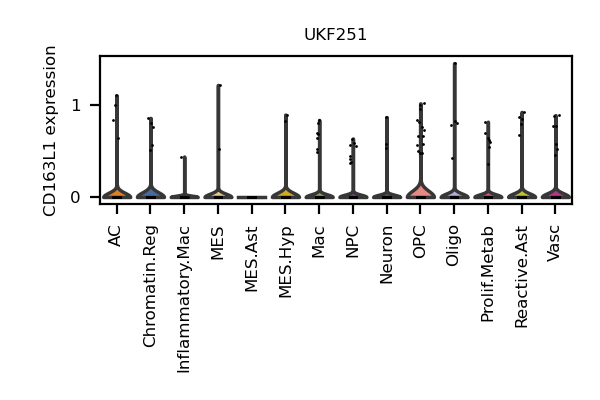 UKF251
CD163L1 expression
1
0
AC
Chromatin.Reg
Inflammatory.Mac
MES
MES.Ast
MES.Hyp
Mac
NPC
Neuron
OPC
Oligo
Prolif.Metab
Reactive.Ast
Vasc